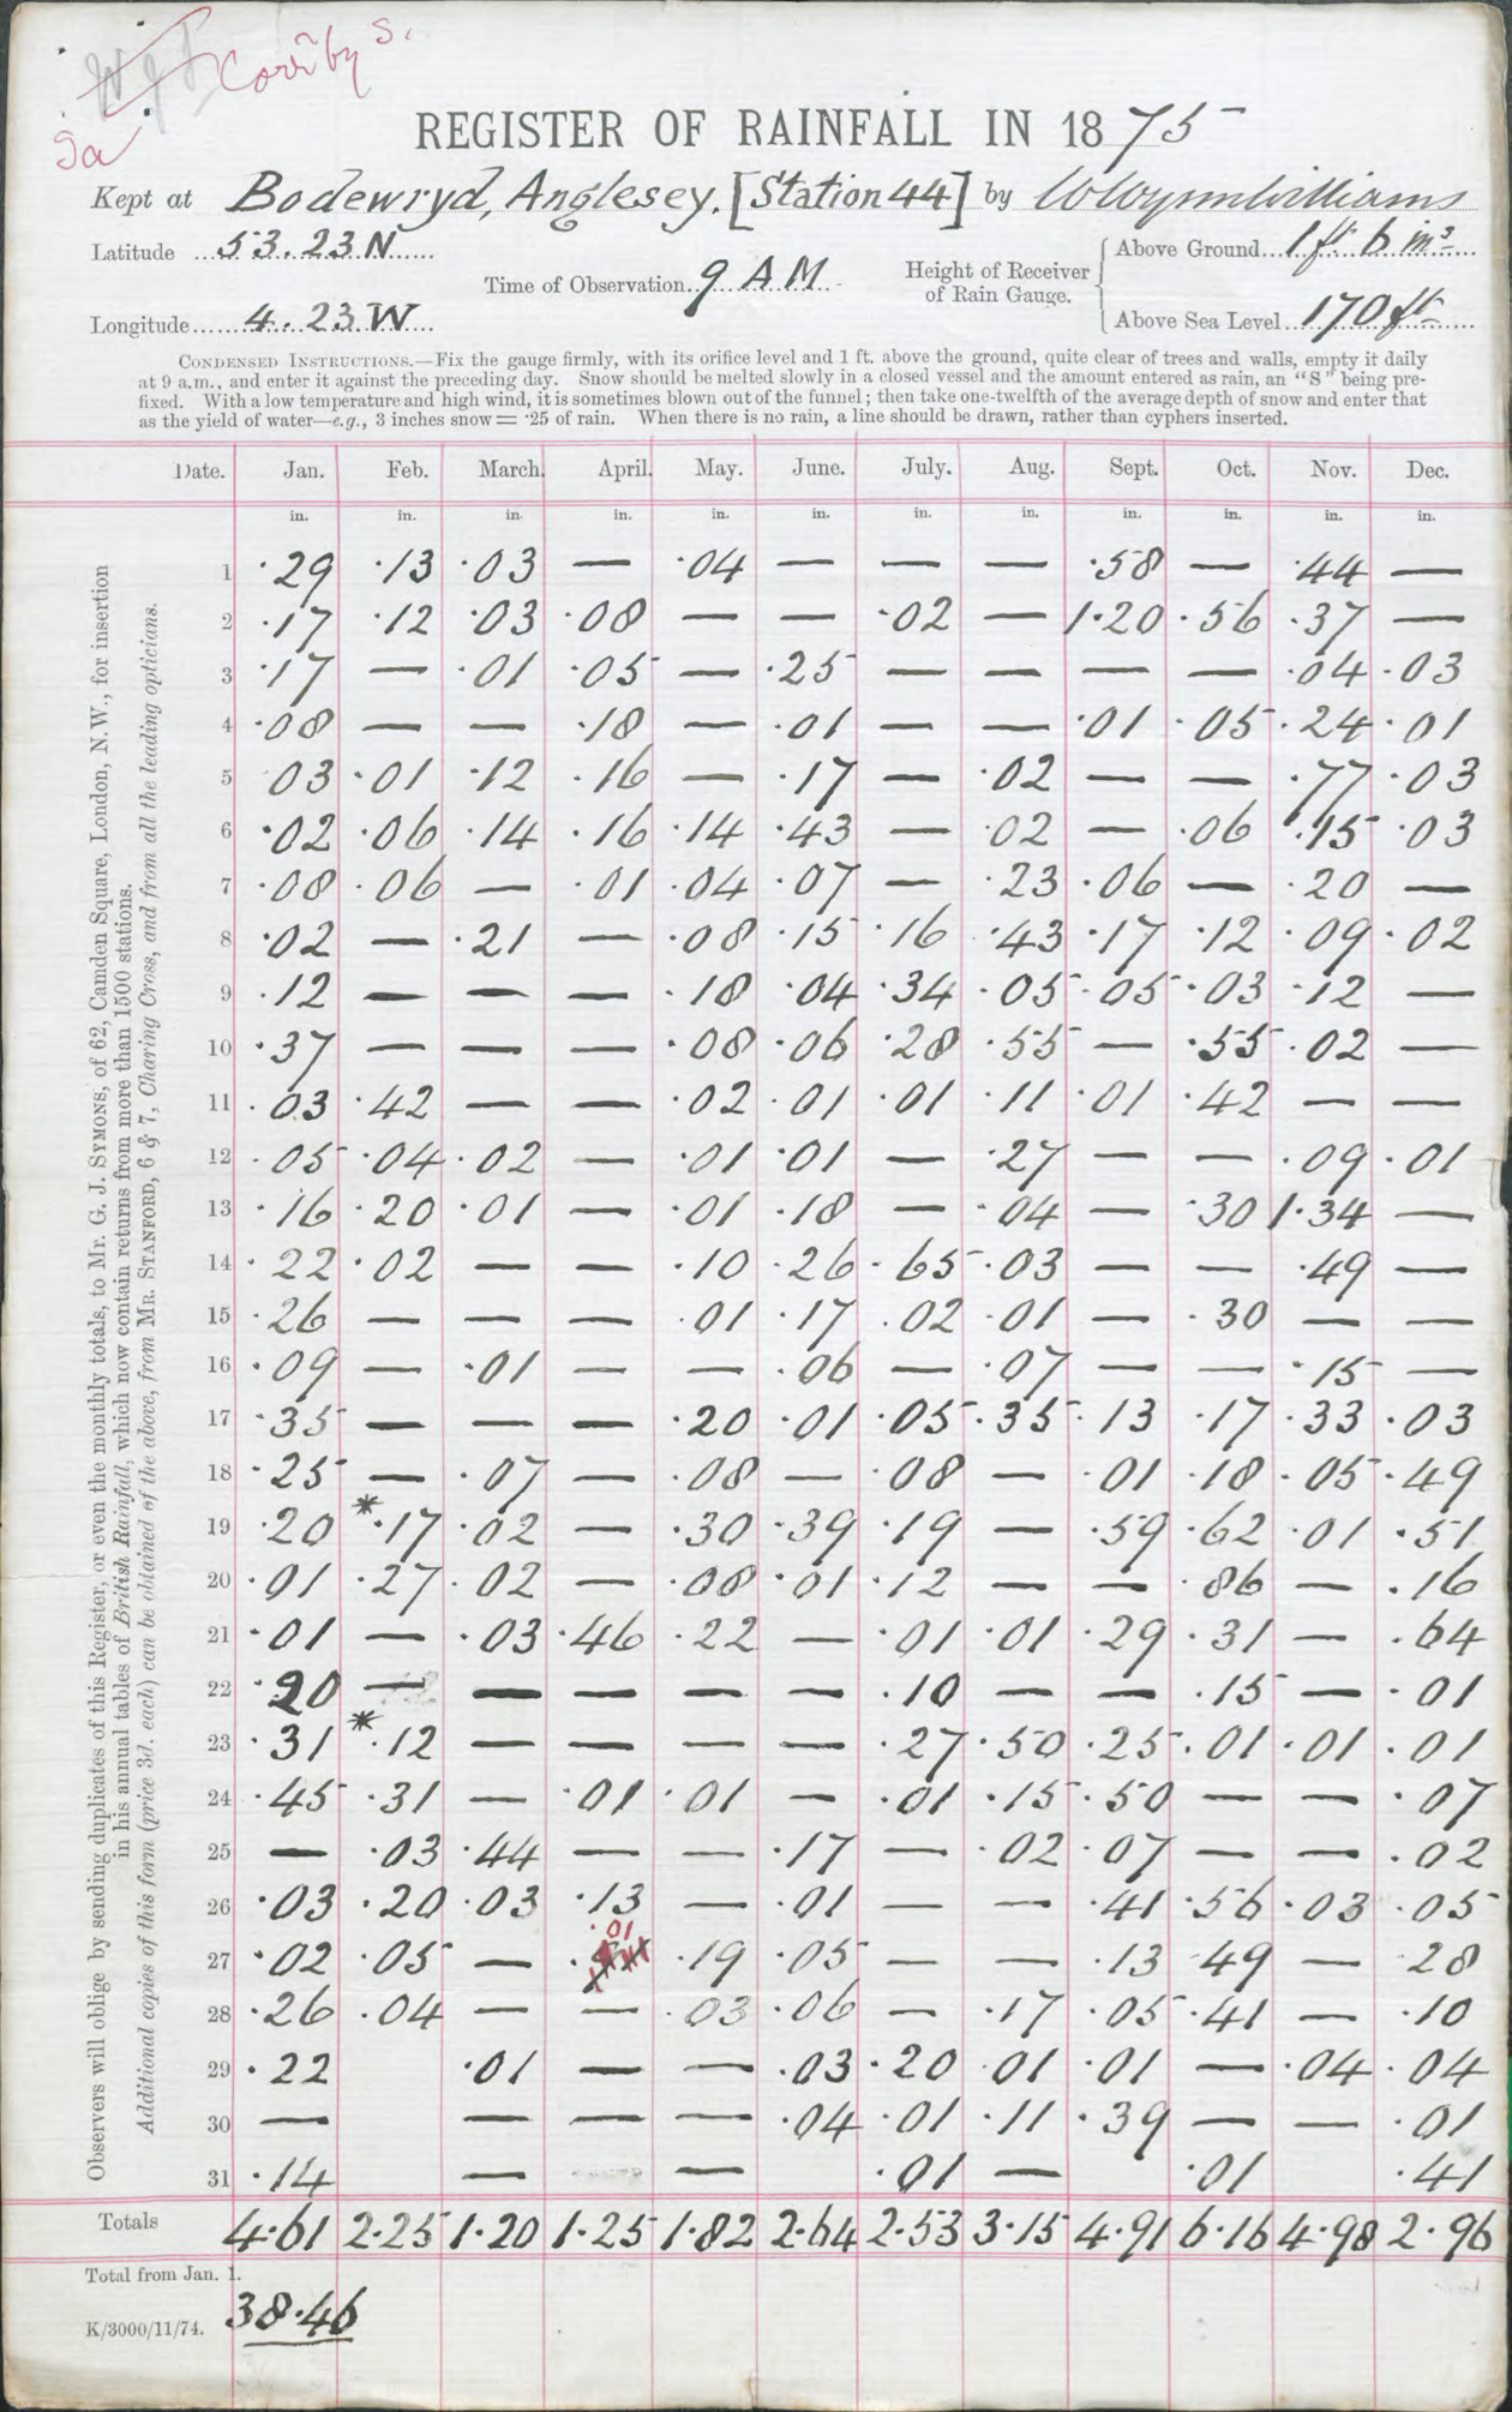 Corr̃ by S.
Ja
REGISTER OF RAINFALL IN 1875
Kept at Bodewryd, Anglesey. [Station 44] by W Wynn Williams
Latitude 53.23 N
Time of Observation 9 A M
Height of Receiver of Rain Gauge.
Above Ground 1 ft. 6 ins
Longitude 4.23 W
Above Sea Level 170 ft
CONDENSED INSTRUCTIONS.—Fix the gauge firmly, with its orifice level and 1 ft. above the ground, quite clear of trees and walls, empty it daily
at 9 a.m., and enter it against the preceding day. Snow should be melted slowly in a closed vessel and the amount entered as rain, an "S" being pre-
fixed. With a low temperature and high wind, it is sometimes blown out of the funnel; then take one-twelfth of the average depth of snow and enter that
as the yield of water—e.g., 3 inches snow = ·25 of rain. When there is no rain, a line should be drawn, rather than cyphers inserted.
Date. Jan. Feb. March. April. May. June. July. Aug. Sept. Oct. Nov. Dec.
in. in. in. in. in. in. in. in. in. in. in. in.
1 ·29 ·13 ·03 — ·04 — — — ·58 — ·44 —
2 ·17 ·12 ·03 ·08 — — ·02 — 1·20 ·56 ·37 —
3 ·17 — ·01 ·05 — ·25 — — — — ·04 ·03
4 ·08 — — ·18 — ·01 — — ·01 ·05 ·24 ·01
5 03 ·01 ·12 ·16 — ·17 — ·02 — — ·77 ·03
6 ·02 ·06 ·14 ·16 ·14 ·43 — ·02 — ·06 ·15 ·03
7 ·08 ·06 — ·01 ·04 ·07 — ·23 ·06 — ·20 —
8 ·02 — ·21 — ·08 ·15 ·16 ·43 ·17 ·12 ·09 ·02
9 ·12 — — — ·18 ·04 ·34 ·05 ·05 ·03 ·12 —
10 ·37 — — — ·08 ·06 ·28 ·55 — ·55 ·02 —
11 ·03 ·42 — — ·02 ·01 ·01 ·11 ·01 ·42 — —
12 ·05 ·04 ·02 — ·01 ·01 — ·27 — — ·09 ·01
13 ·16 ·20 ·01 — ·01 ·18 — ·04 — ·30 1·34 —
14 ·22 ·02 — — ·10 ·26 ·65 ·03 — — ·49 —
15 ·26 — — — ·01 ·17 ·02 ·01 — ·30 — —
16 ·09 — ·01 — — ·06 — ·07 — — ·15 —
17 ·35 — — — ·20 ·01 ·05 ·35 ·13 ·17 ·33 ·03
18 ·25 — ·07 — ·08 — ·08 — ·01 ·18 ·05 ·49
19 ·20 *·17 ·02 — ·30 ·39 ·19 — ·59 ·62 ·01 ·51
20 ·01 ·27 ·02 — ·08 ·01 ·12 — — ·86 — ·16
21 ·01 — ·03 ·46 ·22 — ·01 ·01 ·29 ·31 — ·64
22 ·20 — — — — — ·10 — — ·15 — ·01
23 ·31 *·12 — — — — ·27 ·50 ·25 ·01 ·01 ·01
24 ·45 ·31 — ·01 ·01 — ·01 ·15 ·50 — — ·07
25 — ·03 ·44 — — ·17 — ·02 ·07 — — ·02
26 ·03 ·20 ·03 ·13 — ·01 — — ·41 ·56 ·03 ·05
27 ·02 ·05 — ·01 ·19 ·05 — — ·13 49 — ·28
28 ·26 ·04 — — ·03 ·06 — ·17 ·05 ·41 — ·10
29 ·22 ·01 — — ·03 ·20 ·01 ·01 — ·04 ·04
30 — — — — ·04 ·01 ·11 ·39 — — ·01
31 ·14 — — ·01 — ·01 ·41
Totals 4·61 2·25 1·20 1·25 1·82 2·64 2·53 3·15 4·91 6·16 4·98 2·96
Total from Jan. 1.
38·46
K/3000/11/74.
Observers will oblige by sending duplicates of this Register, or even the monthly totals, to Mr. G. J. SYMONS, of 62, Camden Square, London, N.W., for insertion
in his annual tables of British Rainfall, which now contain returns from more than 1500 stations.
Additional copies of this form (price 3d. each) can be obtained of the above, from MR. STANFORD, 6 & 7, Charing Cross, and from all the leading opticians.